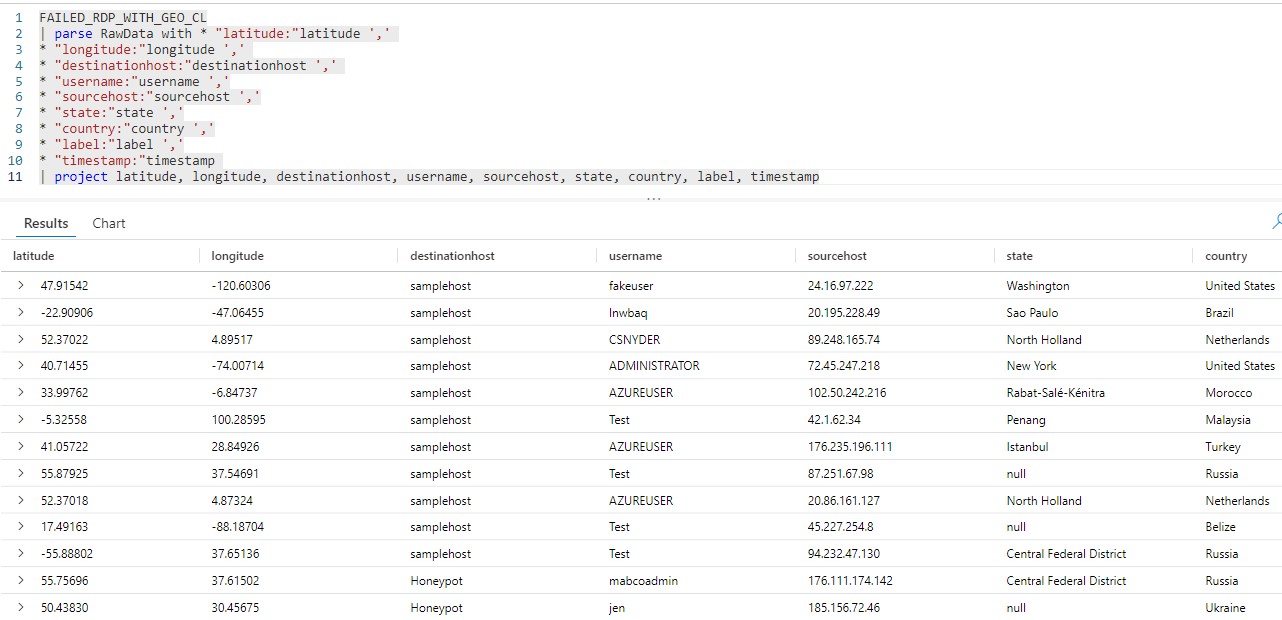 1 FAILED_RDP_WITH_GEO_CL
2 | parse RawData with * "latitude:"latitude ','
3 * "longitude:"longitude ','
4 * "destinationhost:"destinationhost ','
5 * "username:"username ','
6 * "sourcehost:"sourcehost ','
7 * "state:"state ','
8 * "country:"country ','
9 * "label:"label ','
10 * "timestamp:"timestamp
11 | project latitude, longitude, destinationhost, username, sourcehost, state, country, label, timestamp
...
Results Chart
latitude longitude destinationhost username sourcehost state country
> 47.91542 -120.60306 samplehost fakeuser 24.16.97.222 Washington United States
> -22.90906 -47.06455 samplehost lnwbaq 20.195.228.49 Sao Paulo Brazil
> 52.37022 4.89517 samplehost CSNYDER 89.248.165.74 North Holland Netherlands
> 40.71455 -74.00714 samplehost ADMINISTRATOR 72.45.247.218 New York United States
> 33.99762 -6.84737 samplehost AZUREUSER 102.50.242.216 Rabat-Salé-Kénitra Morocco
> -5.32558 100.28595 samplehost Test 42.1.62.34 Penang Malaysia
> 41.05722 28.84926 samplehost AZUREUSER 176.235.196.111 Istanbul Turkey
> 55.87925 37.54691 samplehost Test 87.251.67.98 null Russia
> 52.37018 4.87324 samplehost AZUREUSER 20.86.161.127 North Holland Netherlands
> 17.49163 -88.18704 samplehost Test 45.227.254.8 null Belize
> -55.88802 37.65136 samplehost Test 94.232.47.130 Central Federal District Russia
> 55.75696 37.61502 Honeypot mabcoadmin 176.111.174.142 Central Federal District Russia
> 50.43830 30.45675 Honeypot jen 185.156.72.46 null Ukraine